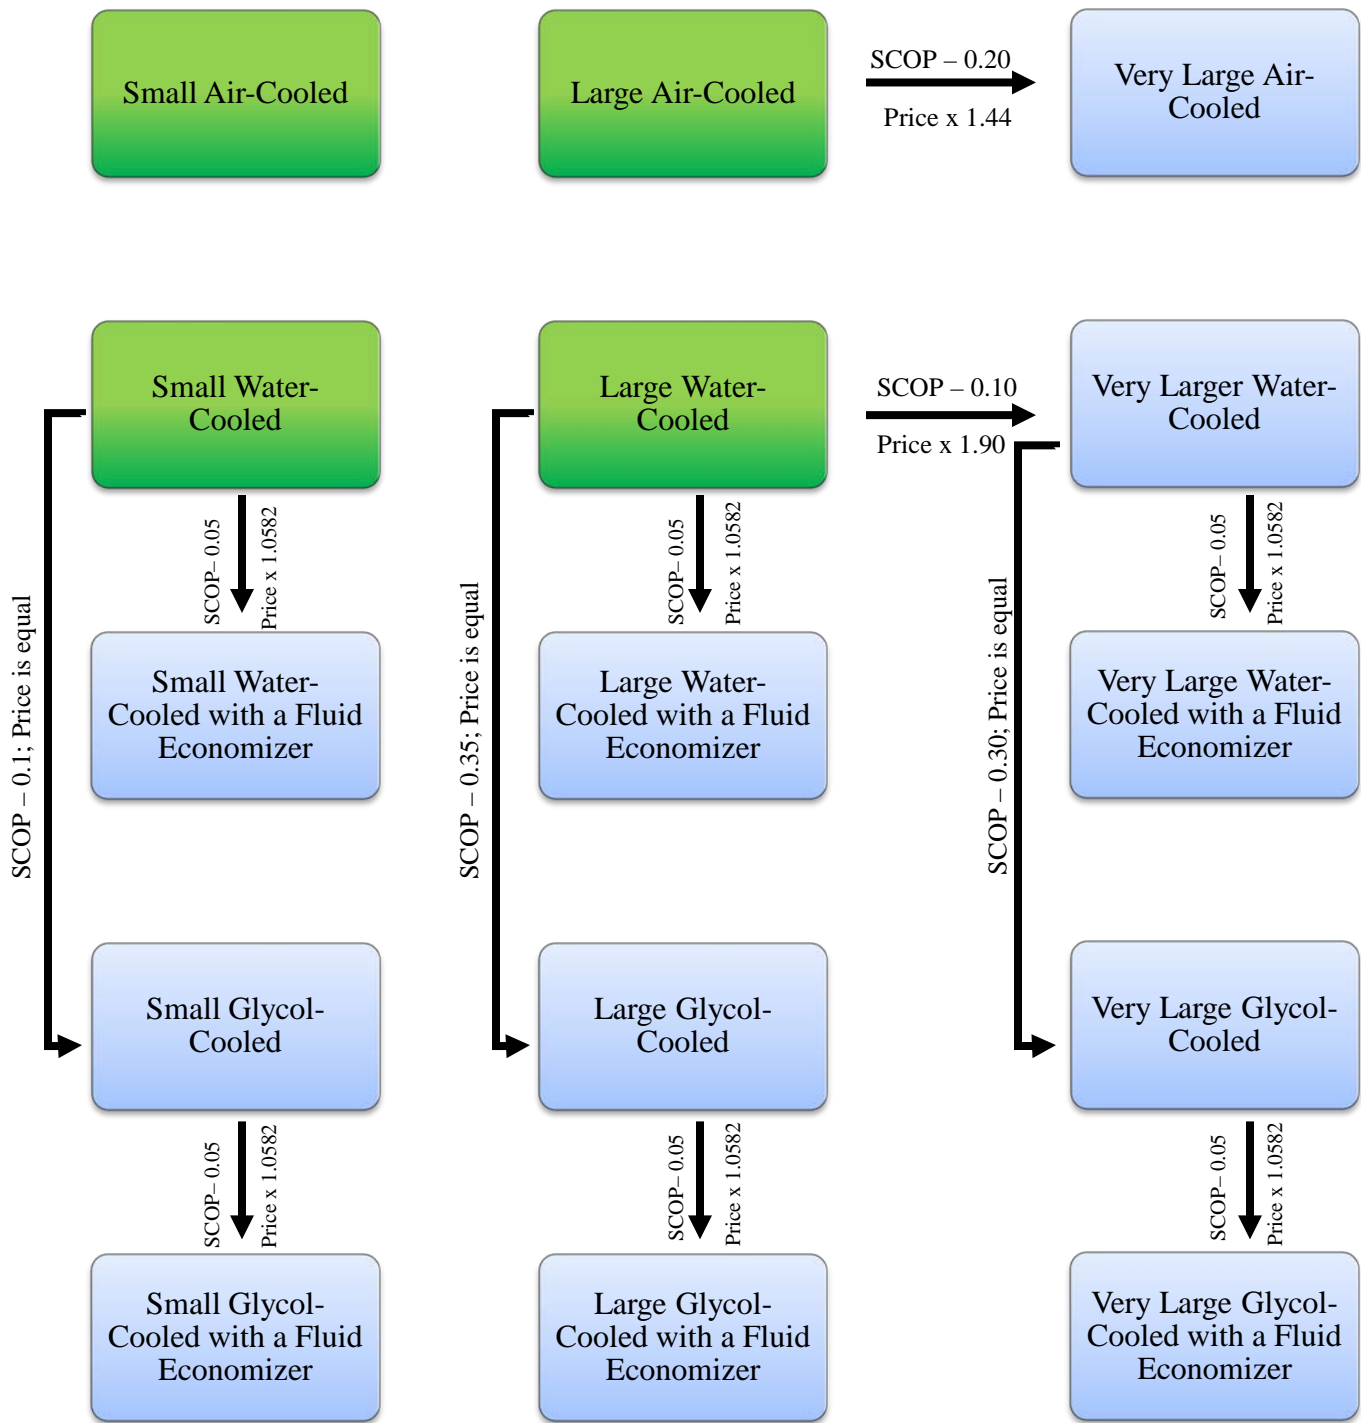 Small Air-Cooled
Large Air-Cooled
SCOP – 0.20
Price x 1.44
Very Large Air-
Cooled
Small Water-
Cooled
Large Water-
Cooled
SCOP – 0.10
Price x 1.90
Very Larger Water-
Cooled
SCOP – 0.1; Price is equal
SCOP– 0.05
Price x 1.0582
SCOP – 0.35; Price is equal
SCOP– 0.05
Price x 1.0582
SCOP – 0.30; Price is equal
SCOP– 0.05
Price x 1.0582
Small Water-
Cooled with a Fluid
Economizer
Large Water-
Cooled with a Fluid
Economizer
Very Large Water-
Cooled with a Fluid
Economizer
Small Glycol-
Cooled
Large Glycol-
Cooled
Very Large Glycol-
Cooled
SCOP– 0.05
Price x 1.0582
SCOP– 0.05
Price x 1.0582
SCOP– 0.05
Price x 1.0582
Small Glycol-
Cooled with a Fluid
Economizer
Large Glycol-
Cooled with a Fluid
Economizer
Very Large Glycol-
Cooled with a Fluid
Economizer